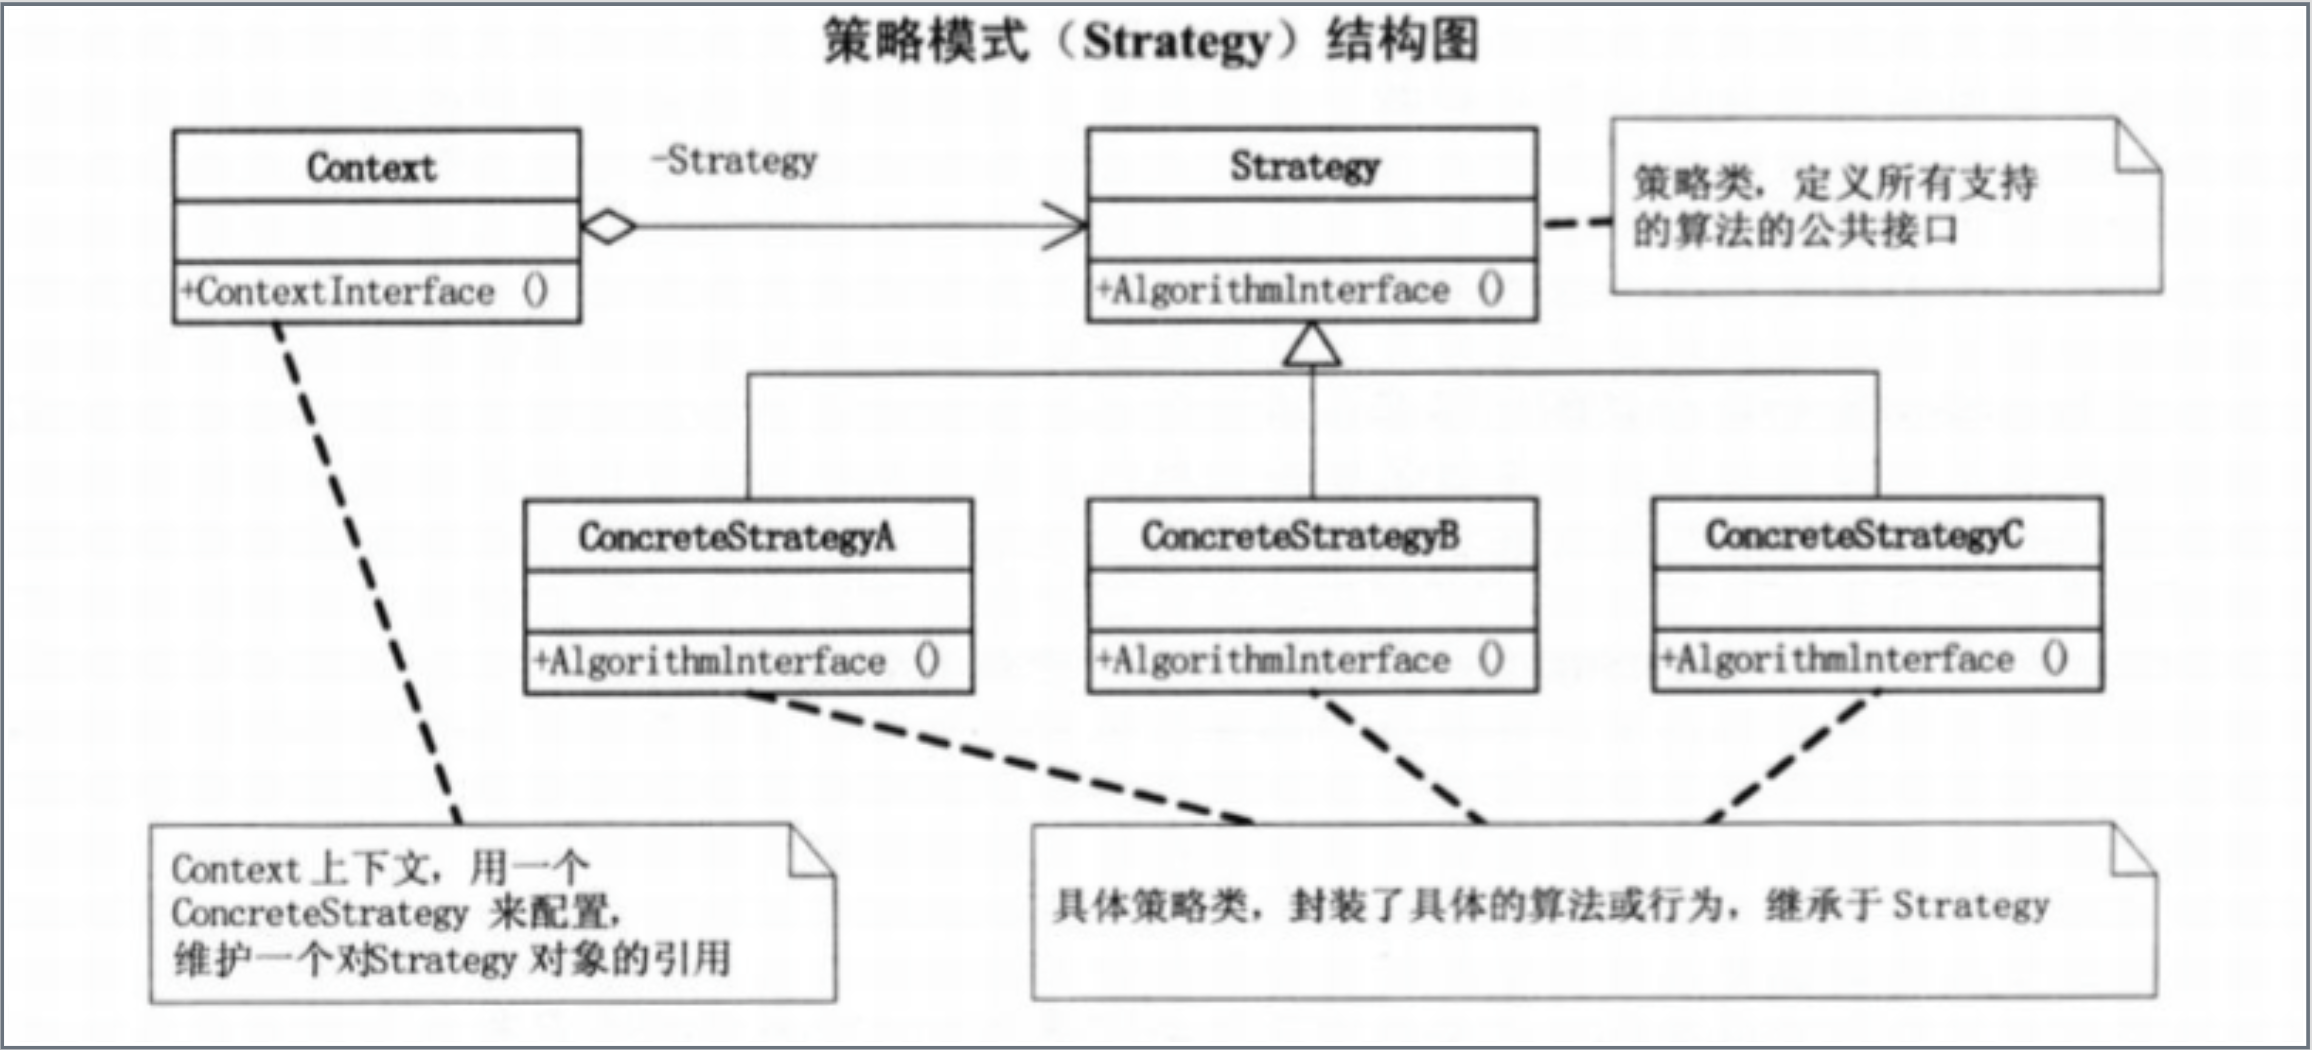 策略模式（Strategy）结构图
Context
-Strategy
Strategy
策略类，定义所有支持
的算法的公共接口
+ContextInterface ()
+AlgorithmlInterface ()
ConcreteStrategyA
ConcreteStrategyB
ConcreteStrategyC
+Algorithmlnterface ()
+Algorithmlnterface ()
+Algorithmlnterface ()
Context 上下文，用一个
ConcreteStrategy 来配置，
维护一个对Strategy 对象的引用
具体策略类，封装了具体的算法或行为，继承于 Strategy